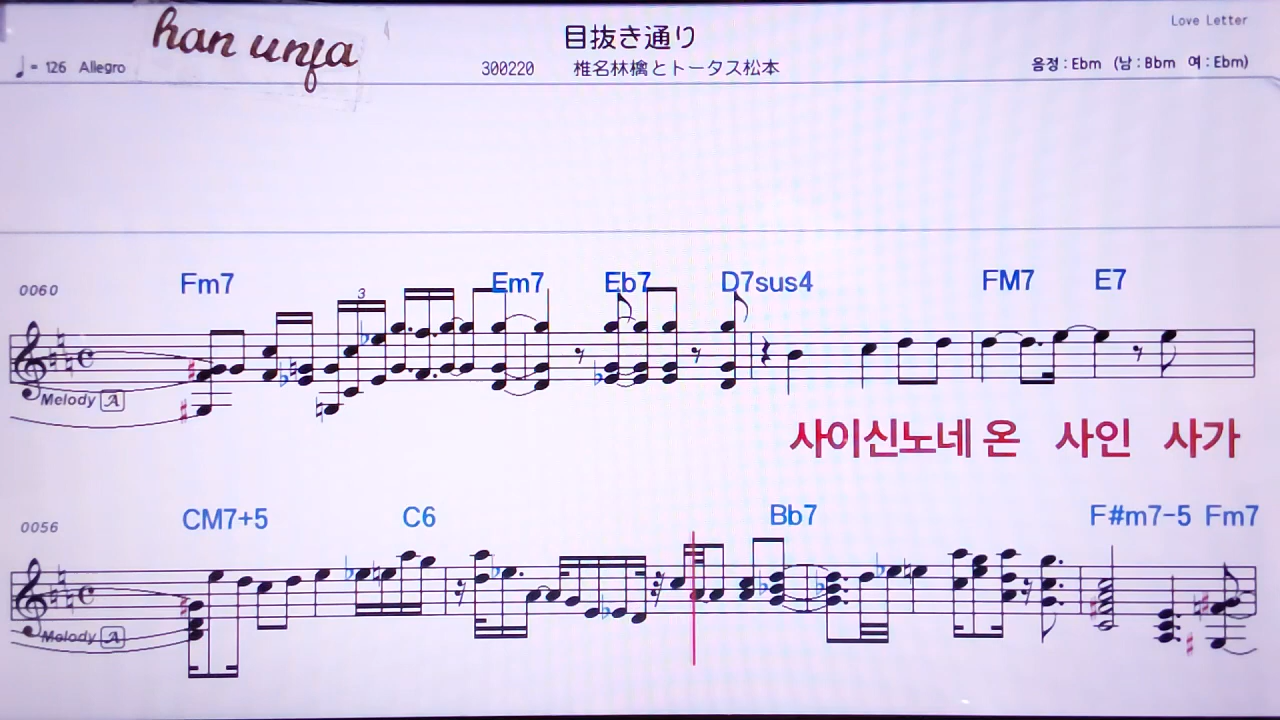 han unja
目抜き通り
Love Letter
♩= 126 Allegro
300220 椎名林檎とトータス松本
음정:Ebm (남:Bbm 여:Ebm)
0060 Fm7 Em7 Eb7 D7sus4 FM7 E7
3
Melody A
사이신노네 온 사인 사가
0056 CM7+5 C6 Bb7 F#m7-5 Fm7
Melody A